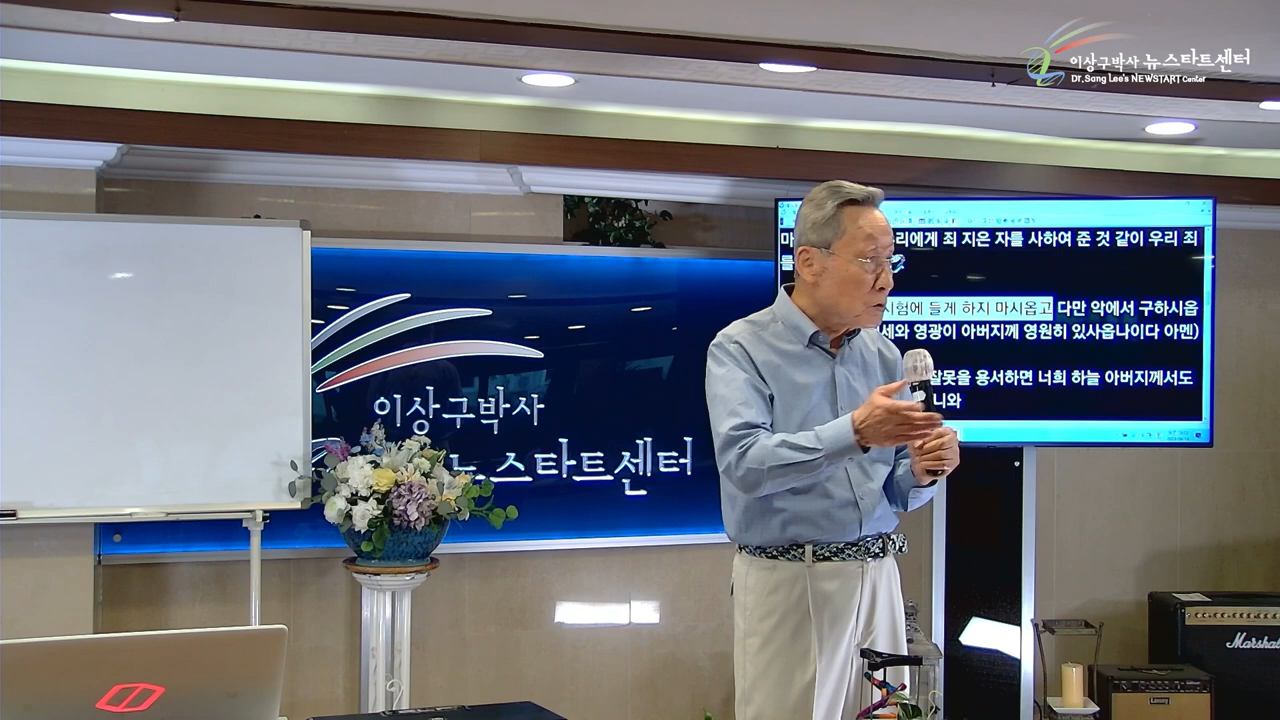 이상구박사 뉴스타트센터
Dr. Sang Lee's NEWSTART Center
리에게 죄 지은 자를 사하여 준 것 같이 우리 죄
시험에 들게 하지 마시옵고 다만 악에서 구하시옵
세와 영광이 아버지께 영원히 있사옵나이다 아멘)
잘못을 용서하면 너희 하늘 아버지께서도
니와
이상구박사
뉴스타트센터
Marshall
Laney